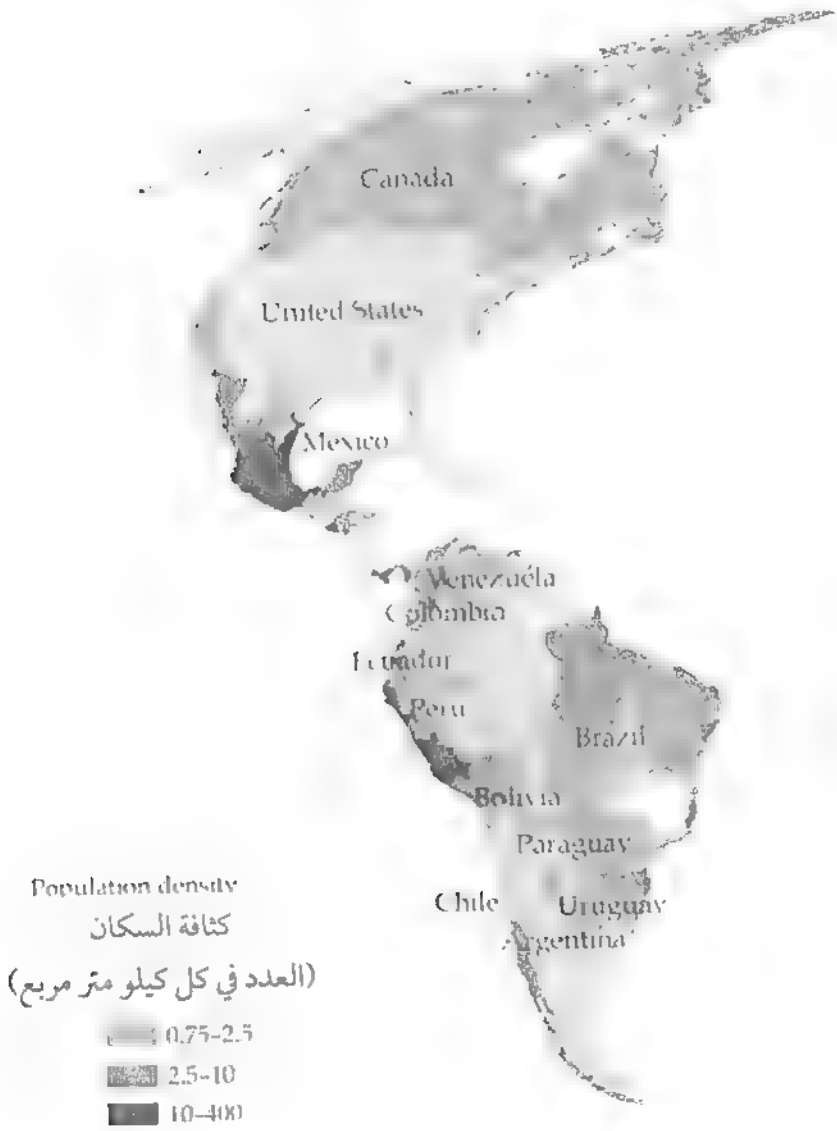 Canada
United States
Mexico
Venezuela
Colombia
Ecuador
Peru
Brazil
Bolivia
Paraguay
Chile
Uruguay
Argentina
Population density
كثافة السكان
(العدد في كل كيلو متر مربع)
0.75-2.5
2.5-10
10-400